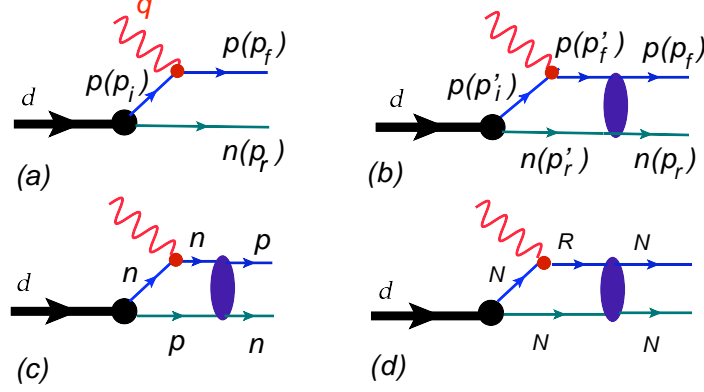 q
p(p_f)
p(p_i)
d
n(p_r)
(a)
p(p'_f)
p(p_f)
p(p'_i)
d
n(p'_r)
n(p_r)
(b)
n
p
n
d
p
n
(c)
R
N
N
d
N
N
(d)